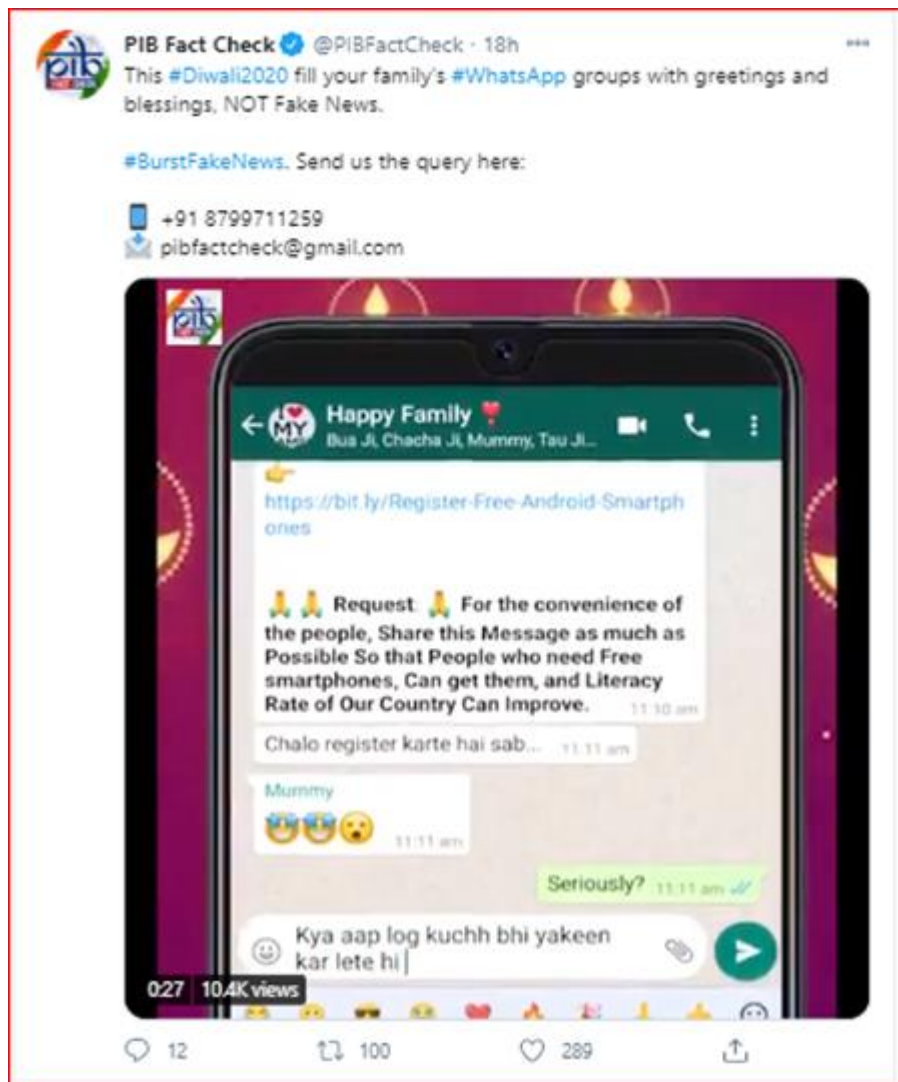 PIB Fact Check @PIBFactCheck · 18h
This #Diwali2020 fill your family's #WhatsApp groups with greetings and
blessings, NOT Fake News.
#BurstFakeNews. Send us the query here:
+91 8799711259
pibfactcheck@gmail.com
pib
Happy Family
Bua Ji, Chacha Ji, Mummy, Tau Ji...
https://bit.ly/Register-Free-Android-Smartph
ones
Request For the convenience of
the people, Share this Message as much as
Possible So that People who need Free
smartphones, Can get them, and Literacy
Rate of Our Country Can Improve. 11:10 am
Chalo register karte hai sab... 11:11 am
Mummy
11:11 am
Seriously? 11:11 am
Kya aap log kuchh bhi yakeen
kar lete hi
0:27 10.4K views
12 100 289